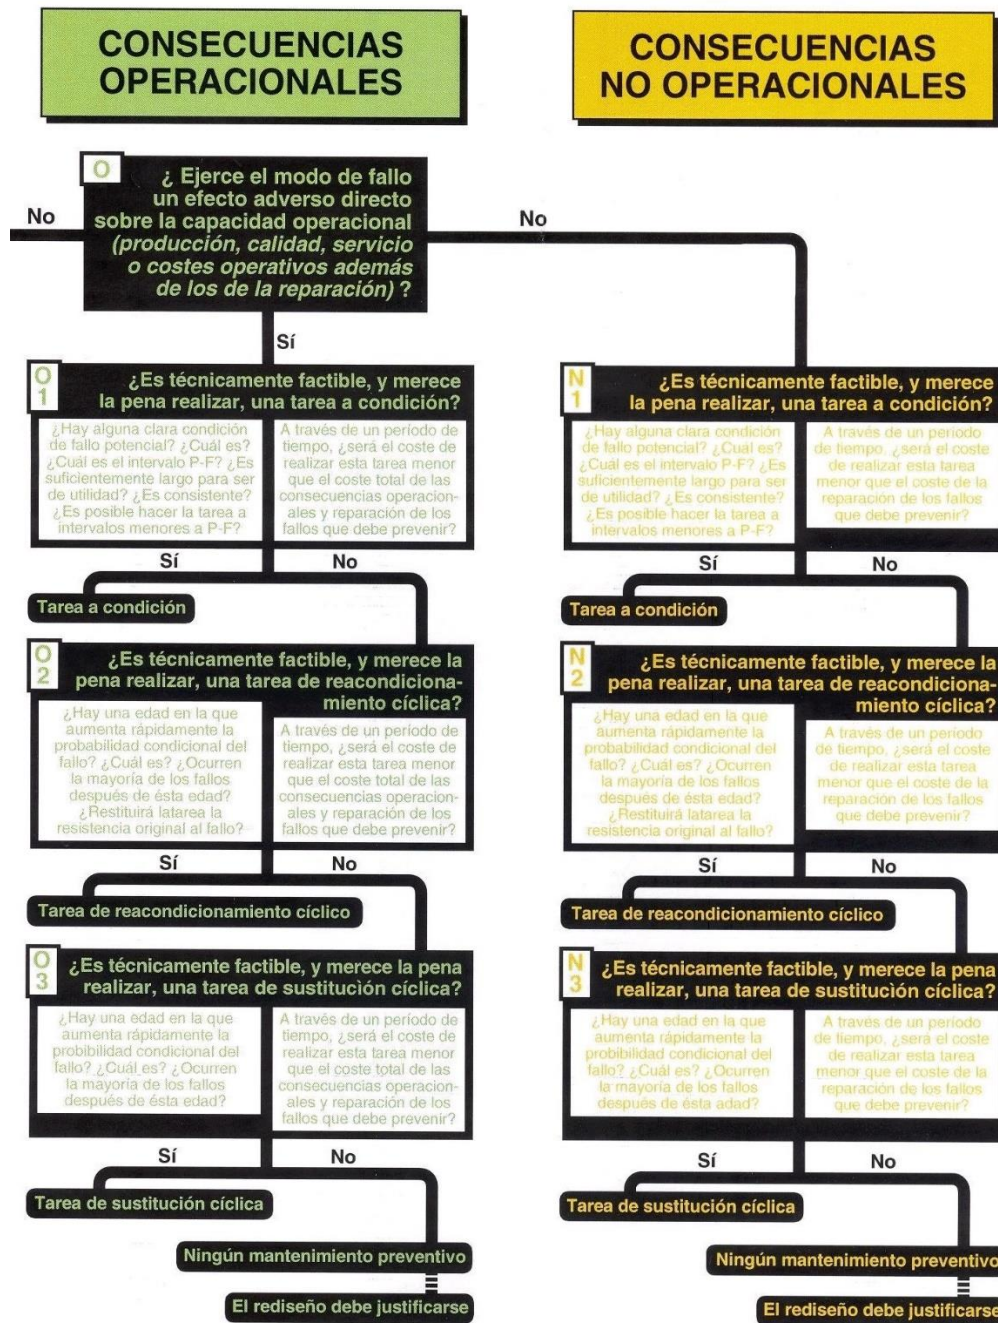 CONSECUENCIAS
OPERACIONALES
CONSECUENCIAS
NO OPERACIONALES
O
¿ Ejerce el modo de fallo
un efecto adverso directo
sobre la capacidad operacional
(producción, calidad, servicio
o costes operativos además
de los de la reparación) ?
No
No
Sí
O
1
¿Es técnicamente factible, y merece
la pena realizar, una tarea a condición?
¿Hay alguna clara condición
de fallo potencial? ¿Cuál es?
¿Cuál es el intervalo P-F? ¿Es
suficientemente largo para ser
de utilidad? ¿Es consistente?
¿Es posible hacer la tarea a
intervalos menores a P-F?
A través de un período de
tiempo, ¿será el coste de
realizar esta tarea menor
que el coste total de las
consecuencias operacion-
ales y reparación de los
fallos que debe prevenir?
Sí
No
Tarea a condición
O
2
¿Es técnicamente factible, y merece la
pena realizar, una tarea de reacondiciona-
miento cíclica?
¿Hay una edad en la que
aumenta rápidamente la
probabilidad condicional del
fallo? ¿Cuál es? ¿Ocurren
la mayoría de los fallos
después de ésta edad?
¿Restituirá latarea la
resistencia original al fallo?
A través de un período de
tiempo, ¿será el coste de
realizar esta tarea menor
que el coste total de las
consecuencias operacion-
ales y reparación de los
fallos que debe prevenir?
Sí
No
Tarea de reacondicionamiento cíclico
O
3
¿Es técnicamente factible, y merece la pena
realizar, una tarea de sustitución cíclica?
¿Hay una edad en la que
aumenta rápidamente la
probibilidad condicional del
fallo? ¿Cuál es? ¿Ocurren
la mayoría de los fallos
después de ésta edad?
A través de un período de
tiempo, ¿será el coste de
realizar esta tarea menor
que el coste total de las
consecuencias operacion-
ales y reparación de los
fallos que debe prevenir?
Sí
No
Tarea de sustitución cíclica
Ningún mantenimiento preventivo
El rediseño debe justificarse
N
1
¿Es técnicamente factible, y merece
la pena realizar, una tarea a condición?
¿Hay alguna clara condición
de fallo potencial? ¿Cuál es?
¿Cuál es el intervalo P-F? ¿Es
suficientemente largo para ser
de utilidad? ¿Es consistente?
¿Es posible hacer la tarea a
intervalos menores a P-F?
A través de un período
de tiempo, ¿será el coste
de realizar esta tarea
menor que el coste de la
reparación de los fallos
que debe prevenir?
Sí
No
Tarea a condición
N
2
¿Es técnicamente factible, y merece la
pena realizar, una tarea de reacondiciona-
miento cíclica?
¿Hay una edad en la que
aumenta rápidamente la
probabilidad condicional del
fallo? ¿Cuál es? ¿Ocurren
la mayoría de los fallos
después de ésta edad?
¿Restituirá latarea la
resistencia original al fallo?
A través de un período
de tiempo, ¿será el coste
de realizar esta tarea
menor que el coste de la
reparación de los fallos
que debe prevenir?
Sí
No
Tarea de reacondicionamiento cíclico
N
3
¿Es técnicamente factible, y merece la pena
realizar, una tarea de sustitución cíclica?
¿Hay una edad en la que
aumenta rápidamente la
probabilidad condicional del
fallo? ¿Cuál es? ¿Ocurren
la mayoría de los fallos
después de ésta adad?
A través de un período
de tiempo, ¿será el coste
de realizar esta tarea
menor que el coste de la
reparación de los fallos
que debe prevenir?
Sí
No
Tarea de sustitución cíclica
Ningún mantenimiento preventivo
El rediseño debe justificarse